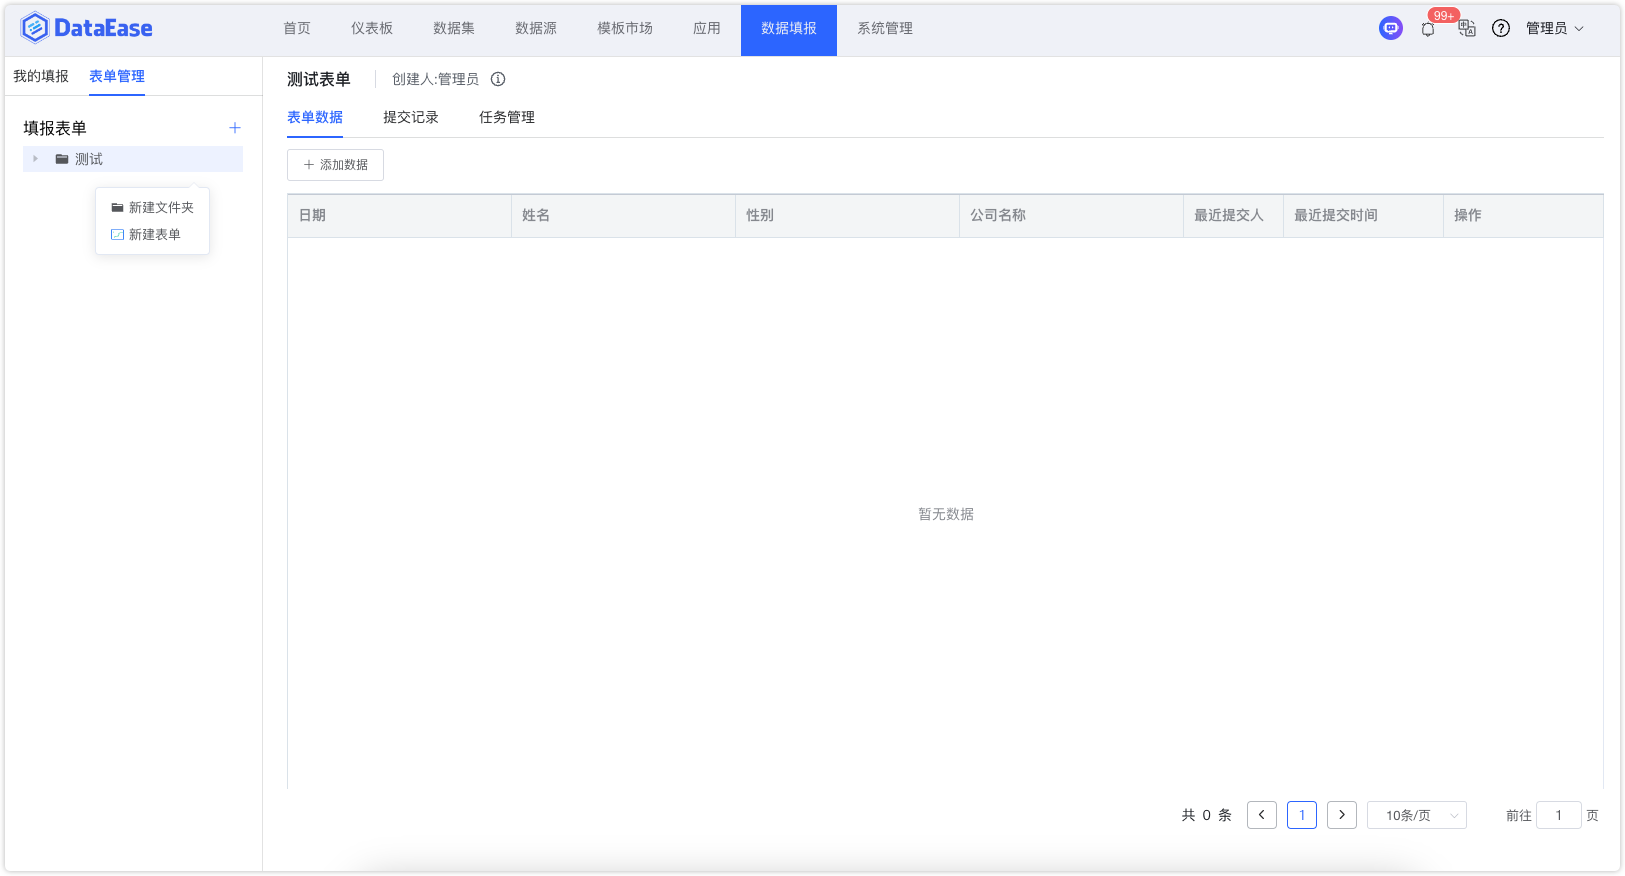 DataEase 首页 仪表板 数据集 数据源 模板市场 应用 数据填报 系统管理 99+ 管理员
我的填报 表单管理
测试表单 创建人:管理员
表单数据 提交记录 任务管理
填报表单
测试
新建文件夹
新建表单
添加数据
日期 姓名 性别 公司名称 最近提交人 最近提交时间 操作
暂无数据
共 0 条 1 10条/页 前往 1 页